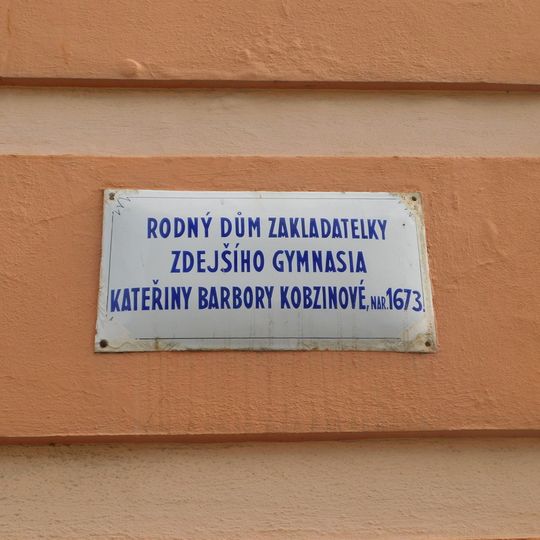 RODNÝ DŮM ZAKLADATELKY
ZDEJŠÍHO GYMNASIA
KATEŘINY BARBORY KOBZINOVÉ, NAR. 1673.